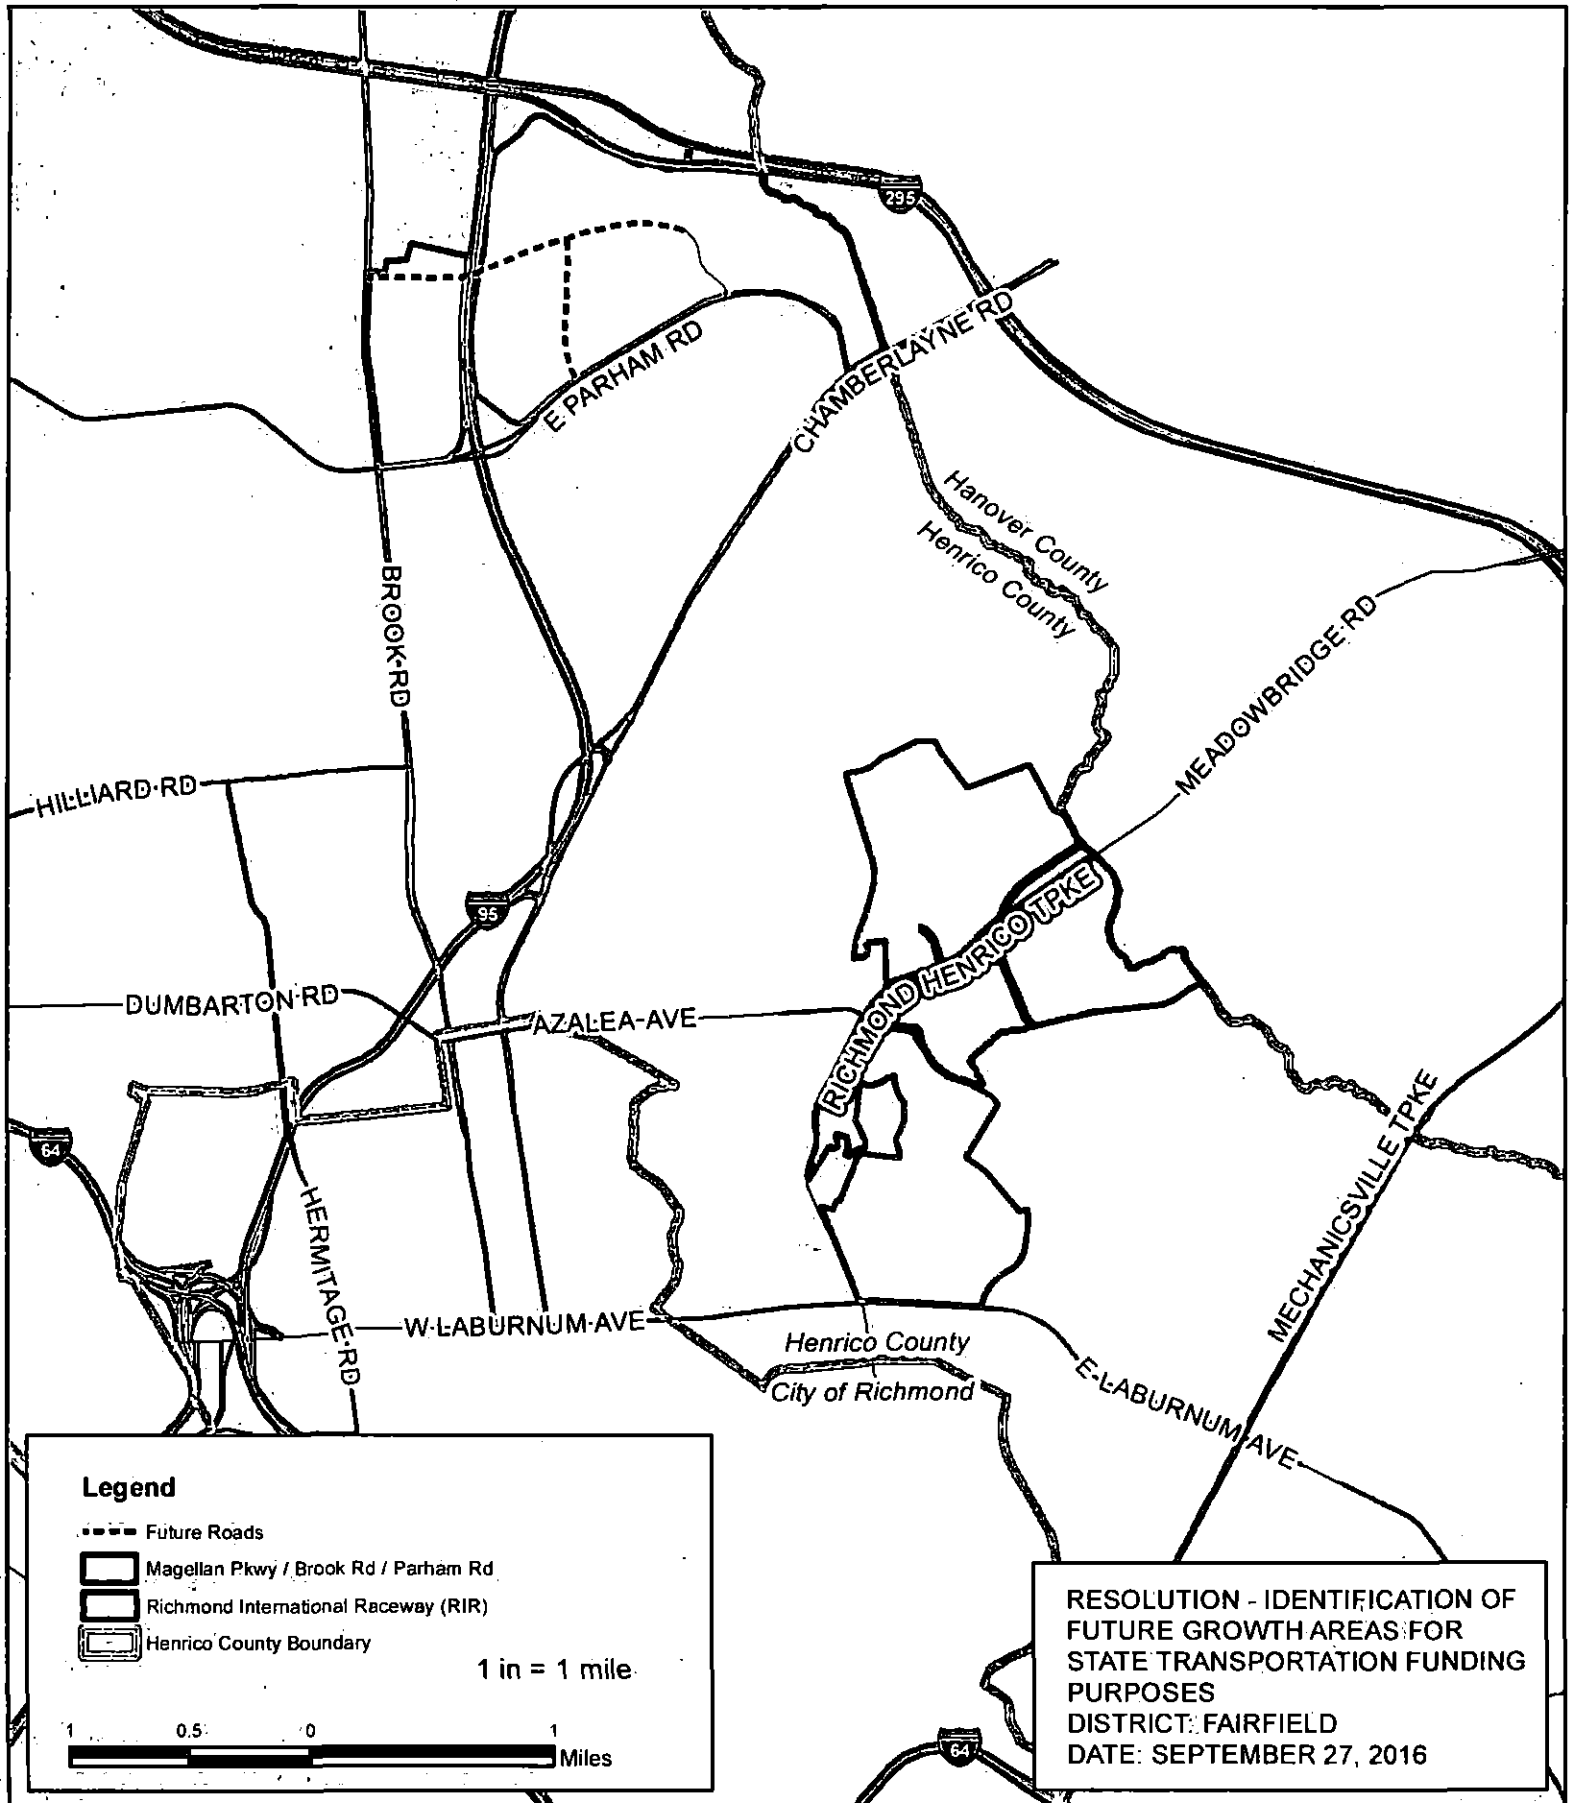 295
CHAMBERLAYNE RD
E PARHAM RD
Hanover County
Henrico County
BROOK RD
MEADOWBRIDGE RD
HILLIARD RD
95
RICHMOND HENRICO TPKE
DUMBARTON RD
AZALEA AVE
64
HERMITAGE RD
MECHANICSVILLE TPKE
W LABURNUM AVE
Henrico County
City of Richmond
E LABURNUM AVE
Legend
Future Roads
Magellan Pkwy / Brook Rd / Parham Rd
Richmond International Raceway (RIR)
Henrico County Boundary
1 in = 1 mile
1 0.5 0 1
Miles
RESOLUTION - IDENTIFICATION OF
FUTURE GROWTH AREAS FOR
STATE TRANSPORTATION FUNDING
PURPOSES
DISTRICT: FAIRFIELD
DATE: SEPTEMBER 27, 2016
64